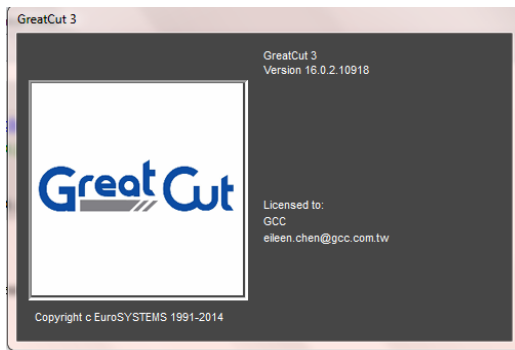 GreatCut
GreatCut 3
Version 16.0.2.10918
Great Cut
Licensed to:
GCC
eileen.chen@gcc.com.tw
Copyright c EuroSYSTEMS 1991-2014